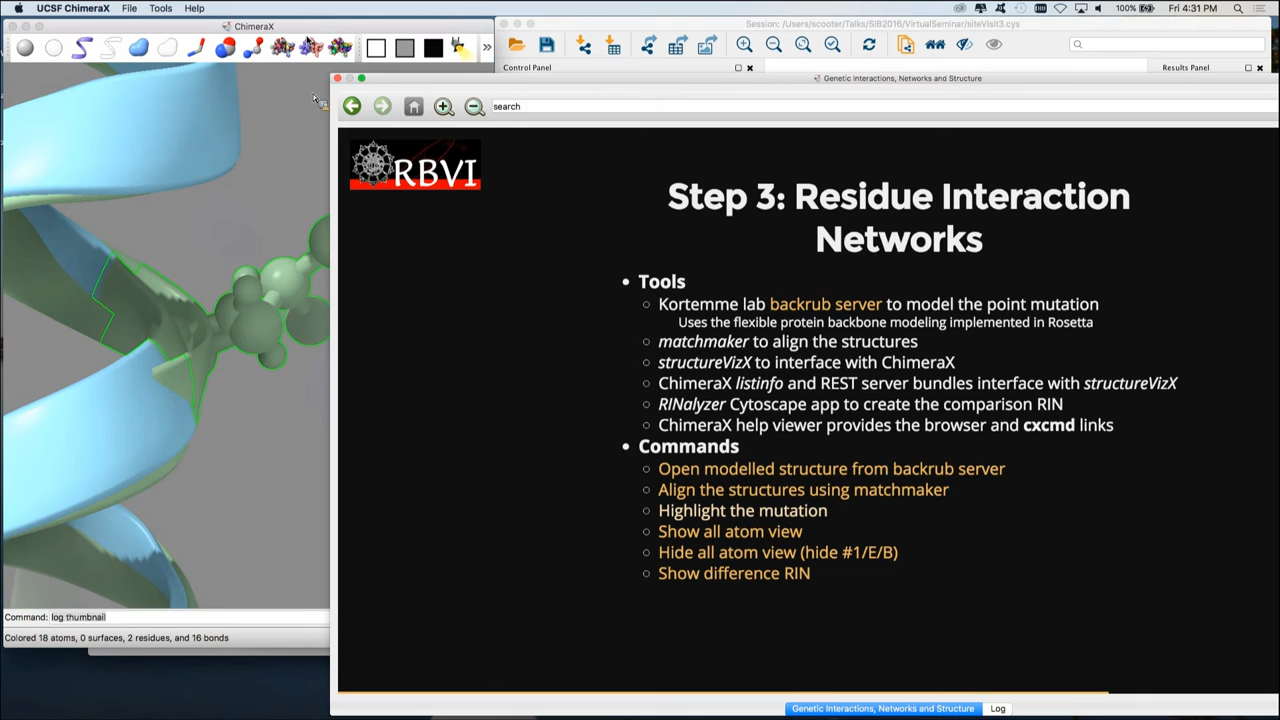 UCSF ChimeraX File Tools Help
100% Fri 4:31 PM
ChimeraX
Session: /Users/scooter/Talks/SIB2016/VirtualSeminar/siteVisit3.cys
»
Control Panel
Results Panel
Genetic Interactions, Networks and Structure
search
RBVI
Step 3: Residue Interaction
Networks
Tools
Kortemme lab backrub server to model the point mutation
Uses the flexible protein backbone modeling implemented in Rosetta
matchmaker to align the structures
structureVizX to interface with ChimeraX
ChimeraX listinfo and REST server bundles interface with structureVizX
RINalyzer Cytoscape app to create the comparison RIN
ChimeraX help viewer provides the browser and cxcmd links
Commands
Open modelled structure from backrub server
Align the structures using matchmaker
Highlight the mutation
Show all atom view
Hide all atom view (hide #1/E/B)
Show difference RIN
Command: log thumbnail
Colored 18 atoms, 0 surfaces, 2 residues, and 16 bonds
Genetic Interactions, Networks and Structure Log